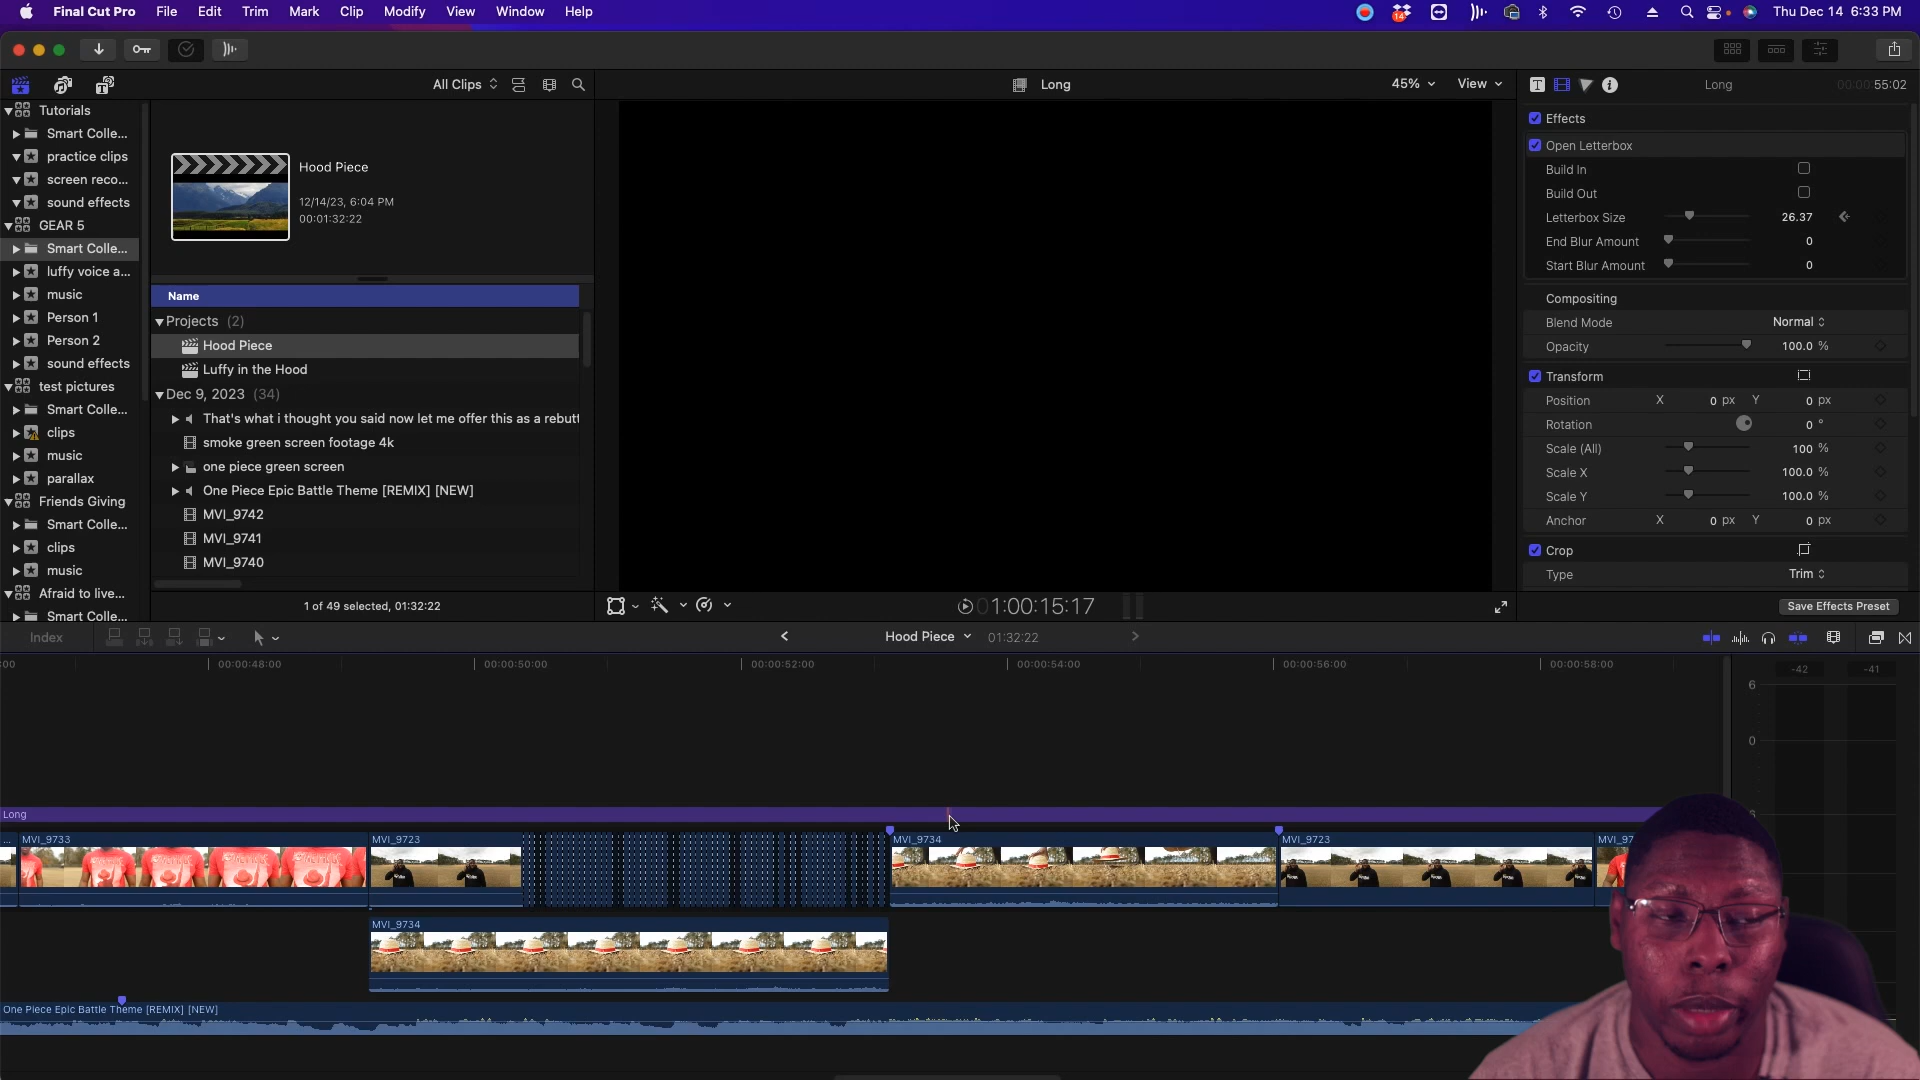 Final Cut Pro File Edit Trim Mark Clip Modify View Window Help
14
Thu Dec 14 6:33 PM
All Clips
Long
45% View
Long
00:00:55:02
Tutorials
Smart Colle...
practice clips
screen reco...
sound effects
GEAR 5
Smart Colle...
luffy voice a...
music
Person 1
Person 2
sound effects
test pictures
Smart Colle...
clips
music
parallax
Friends Giving
Smart Colle...
clips
music
Afraid to live...
Smart Colle...
Hood Piece
12/14/23, 6:04 PM
00:01:32:22
Name
Projects (2)
Hood Piece
Luffy in the Hood
Dec 9, 2023 (34)
That's what i thought you said now let me offer this as a rebutt
smoke green screen footage 4k
one piece green screen
One Piece Epic Battle Theme [REMIX] [NEW]
MVI_9742
MVI_9741
MVI_9740
1 of 49 selected, 01:32:22
01:00:15:17
Effects
Open Letterbox
Build In
Build Out
Letterbox Size 26.37
End Blur Amount 0
Start Blur Amount 0
Compositing
Blend Mode Normal
Opacity 100.0 %
Transform
Position X 0 px Y 0 px
Rotation 0 °
Scale (All) 100 %
Scale X 100.0 %
Scale Y 100.0 %
Anchor X 0 px Y 0 px
Crop
Type Trim
Save Effects Preset
Index
Hood Piece 01:32:22
:00 00:00:48:00 00:00:50:00 00:00:52:00 00:00:54:00 00:00:56:00 00:00:58:00
-42 -41
6
0
Long
... MVI_9733 MVI_9723 MVI_9734 MVI_9723 MVI_97
MVI_9734
One Piece Epic Battle Theme [REMIX] [NEW]